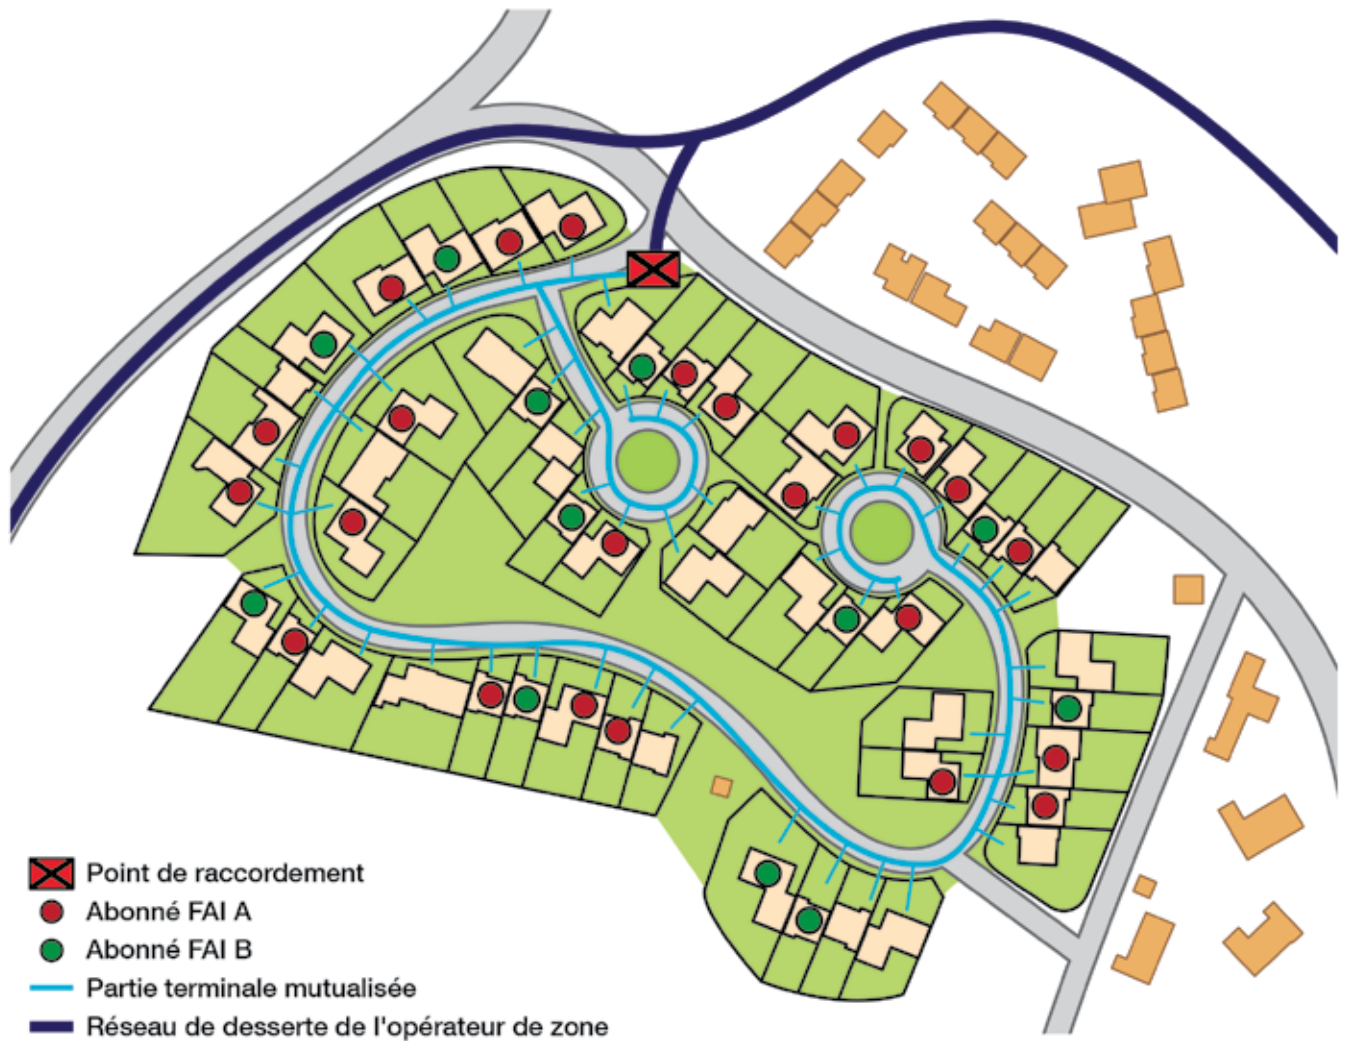 Point de raccordement
Abonné FAI A
Abonné FAI B
Partie terminale mutualisée
Réseau de desserte de l'opérateur de zone